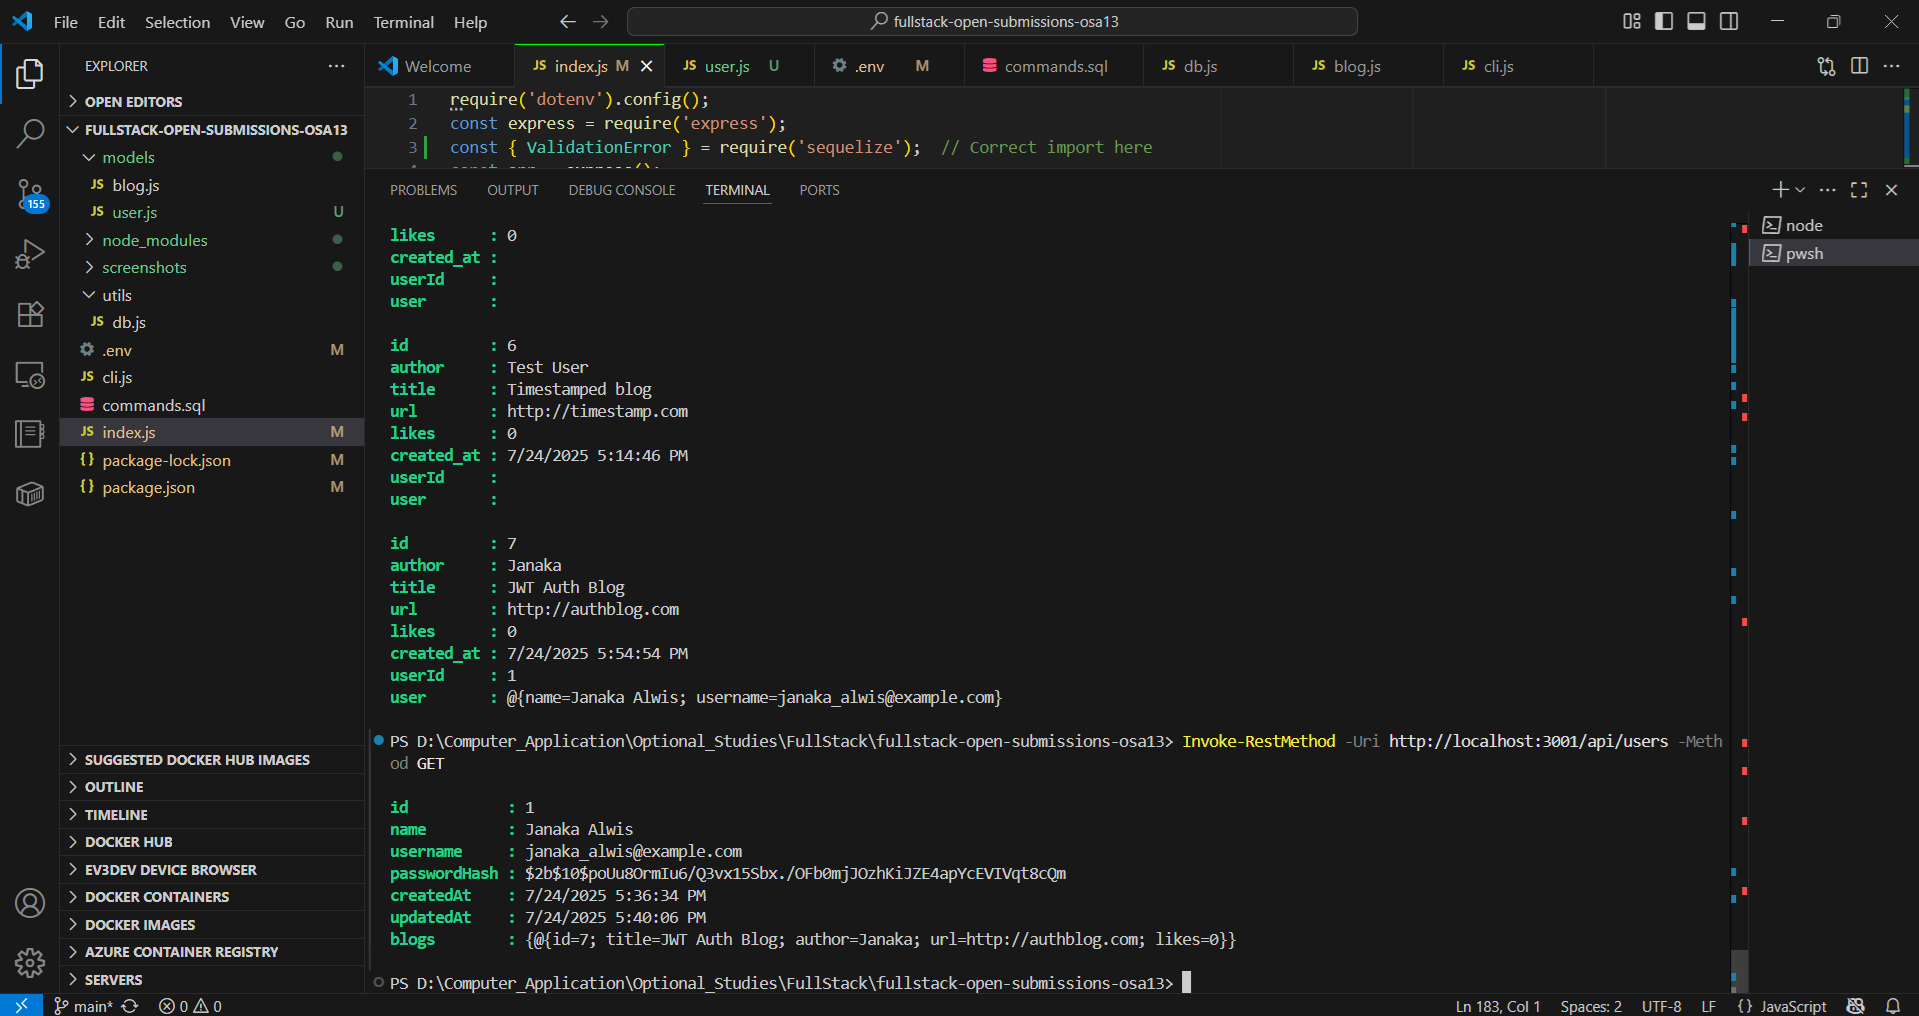 File Edit Selection View Go Run Terminal Help
fullstack-open-submissions-osa13
EXPLORER
OPEN EDITORS
FULLSTACK-OPEN-SUBMISSIONS-OSA13
models
JS blog.js
JS user.js U
node_modules
screenshots
utils
JS db.js
.env M
JS cli.js
commands.sql
JS index.js M
{} package-lock.json M
{} package.json M
SUGGESTED DOCKER HUB IMAGES
OUTLINE
TIMELINE
DOCKER HUB
EV3DEV DEVICE BROWSER
DOCKER CONTAINERS
DOCKER IMAGES
AZURE CONTAINER REGISTRY
SERVERS
155
Welcome
JS index.js M
JS user.js U
.env M
commands.sql
JS db.js
JS blog.js
JS cli.js
1 require('dotenv').config();
2 const express = require('express');
3 const { ValidationError } = require('sequelize'); // Correct import here
PROBLEMS OUTPUT DEBUG CONSOLE TERMINAL PORTS
node
pwsh
likes : 0
created_at :
userId :
user :
id : 6
author : Test User
title : Timestamped blog
url : http://timestamp.com
likes : 0
created_at : 7/24/2025 5:14:46 PM
userId :
user :
id : 7
author : Janaka
title : JWT Auth Blog
url : http://authblog.com
likes : 0
created_at : 7/24/2025 5:54:54 PM
userId : 1
user : @{name=Janaka Alwis; username=janaka_alwis@example.com}
PS D:\Computer_Application\Optional_Studies\FullStack\fullstack-open-submissions-osa13> Invoke-RestMethod -Uri http://localhost:3001/api/users -Meth
od GET
id : 1
name : Janaka Alwis
username : janaka_alwis@example.com
passwordHash : $2b$10$poUu8OrmIu6/Q3vx15Sbx./OFb0mjJOzhKiJZE4apYcEVIVqt8cQm
createdAt : 7/24/2025 5:36:34 PM
updatedAt : 7/24/2025 5:40:06 PM
blogs : {@{id=7; title=JWT Auth Blog; author=Janaka; url=http://authblog.com; likes=0}}
PS D:\Computer_Application\Optional_Studies\FullStack\fullstack-open-submissions-osa13>
main* 0 0
Ln 183, Col 1 Spaces: 2 UTF-8 LF {} JavaScript